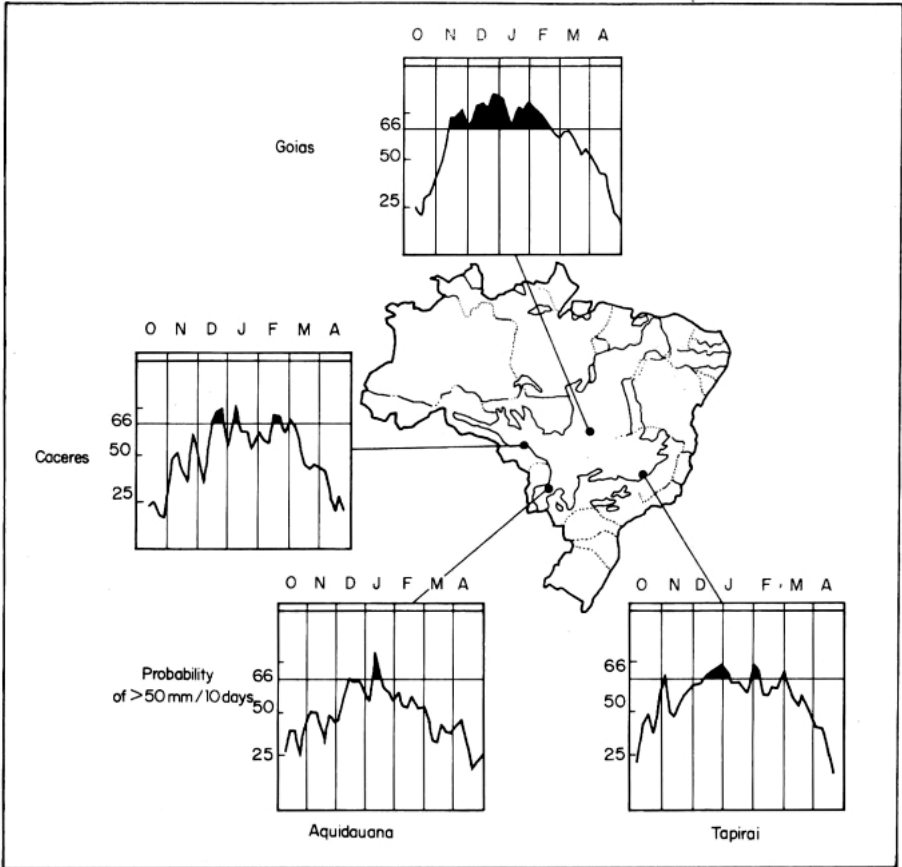 O N D J F M A
66
50
25
Goias
O N D J F M A
66
50
25
Caceres
O N D J F M A
66
50
25
Probability
of >50 mm/10 days
Aquidauana
O N D J F M A
66
50
25
Tapirai